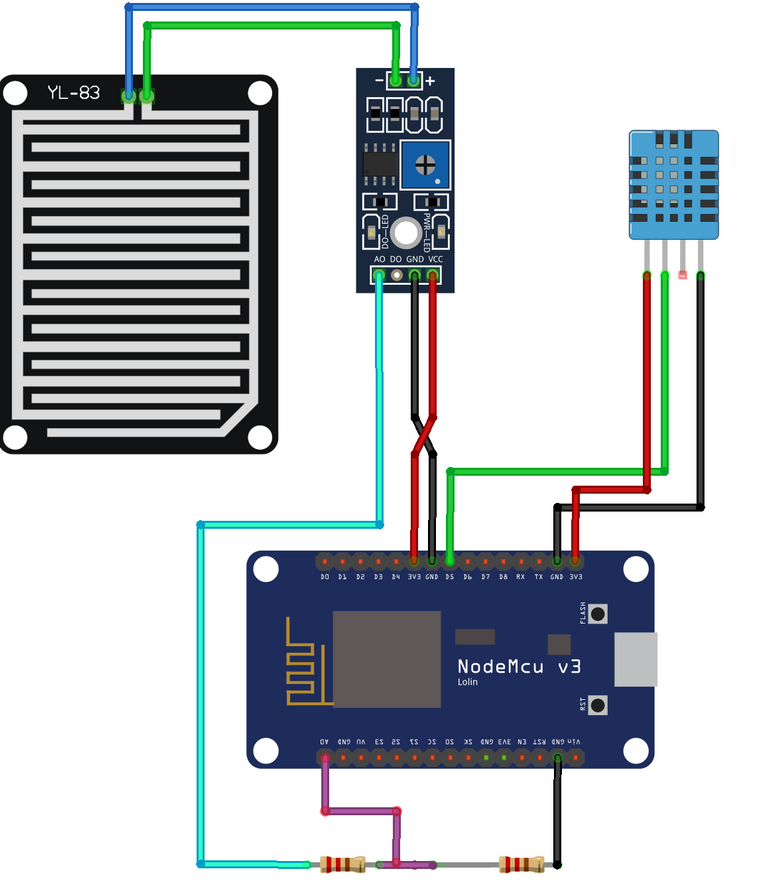 YL-83
- +
DO-LED
PWR-LED
AO DO GND VCC
D0 D1 D2 D3 D4 3V3 GND D5 D6 D7 D8 RX TX GND 3V3
FLASH
NodeMcu v3
Lolin
RST
A0 GND VU S3 S2 S1 SC S0 SK GND 3V3 EN RST GND Vin